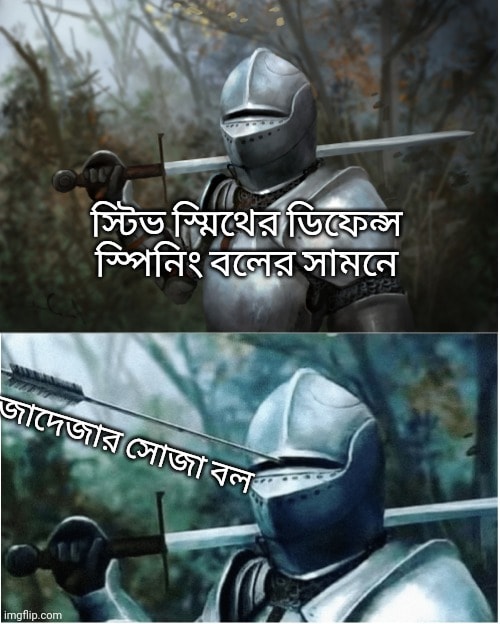 স্টিভ স্মিথের ডিফেন্স
স্পিনিং বলের সামনে
জাদেজার সোজা বল
imgflip.com